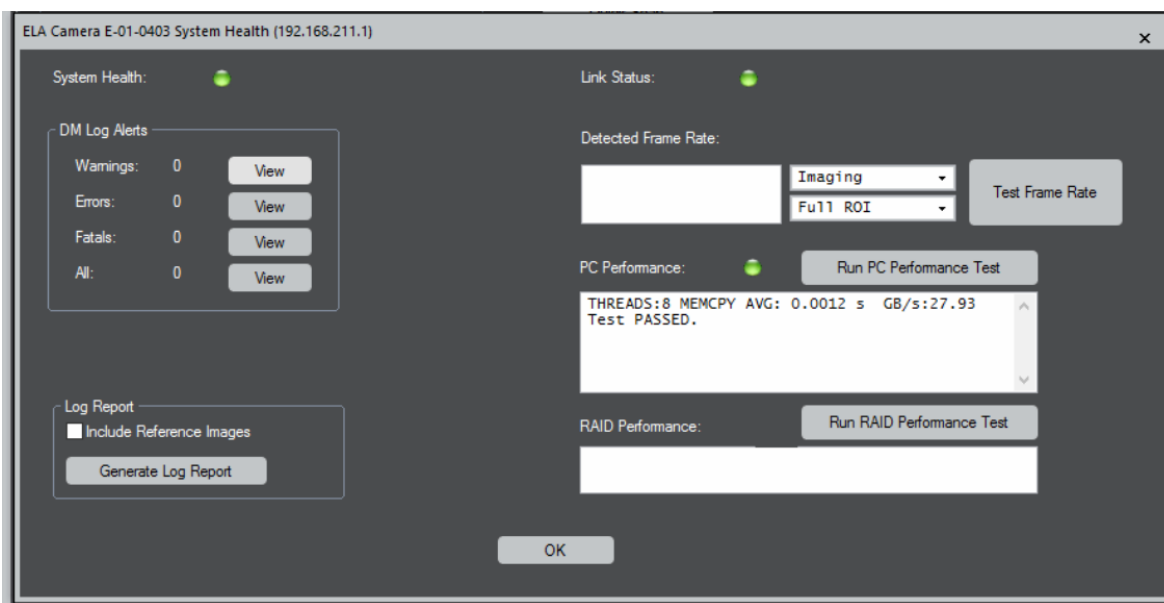 ELA Camera E-01-0403 System Health (192.168.211.1)
System Health:
DM Log Alerts
Warnings: 0 View
Errors: 0 View
Fatals: 0 View
All: 0 View
Log Report
Include Reference Images
Generate Log Report
Link Status:
Detected Frame Rate:
Imaging
Full ROI
Test Frame Rate
PC Performance:
Run PC Performance Test
THREADS:8 MEMCPY AVG: 0.0012 s  GB/s:27.93
Test PASSED.
RAID Performance:
Run RAID Performance Test
OK